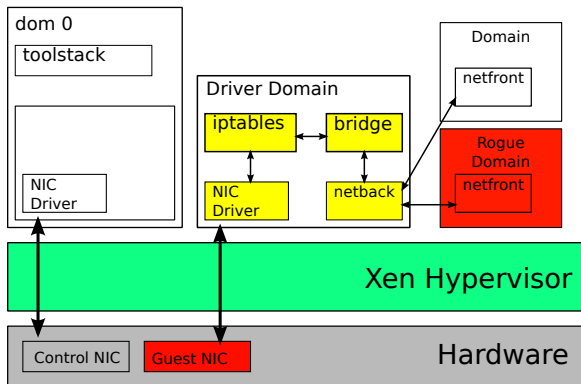 dom 0
toolstack
NIC
Driver
Driver Domain
iptables
bridge
NIC
Driver
netback
Domain
netfront
Rogue
Domain
netfront
Xen Hypervisor
Hardware
Control NIC
Guest NIC